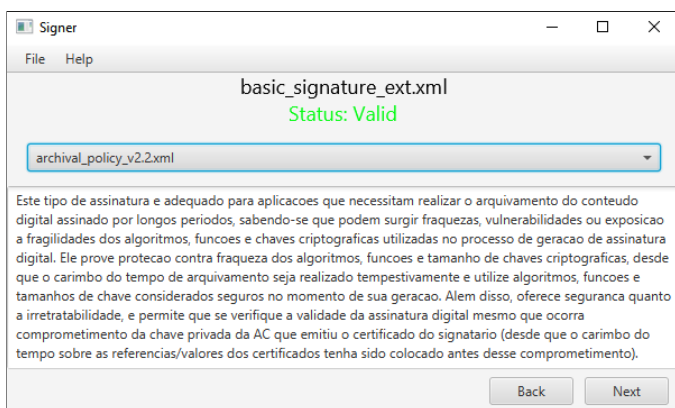 Signer
File Help
basic_signature_ext.xml
Status: Valid
archival_policy_v2.2.xml
Este tipo de assinatura e adequado para aplicacoes que necessitam realizar o arquivamento do conteudo
digital assinado por longos periodos, sabendo-se que podem surgir fraquezas, vulnerabilidades ou exposicao
a fragilidades dos algoritmos, funcoes e chaves criptograficas utilizadas no processo de geracao de assinatura
digital. Ele prove protecao contra fraqueza dos algoritmos, funcoes e tamanho de chaves criptograficas, desde
que o carimbo do tempo de arquivamento seja realizado tempestivamente e utilize algoritmos, funcoes e
tamanhos de chave considerados seguros no momento de sua geracao. Alem disso, oferece seguranca quanto
a irretratabilidade, e permite que se verifique a validade da assinatura digital mesmo que ocorra
comprometimento da chave privada da AC que emitiu o certificado do signatario (desde que o carimbo do
tempo sobre as referencias/valores dos certificados tenha sido colocado antes desse comprometimento).
Back Next